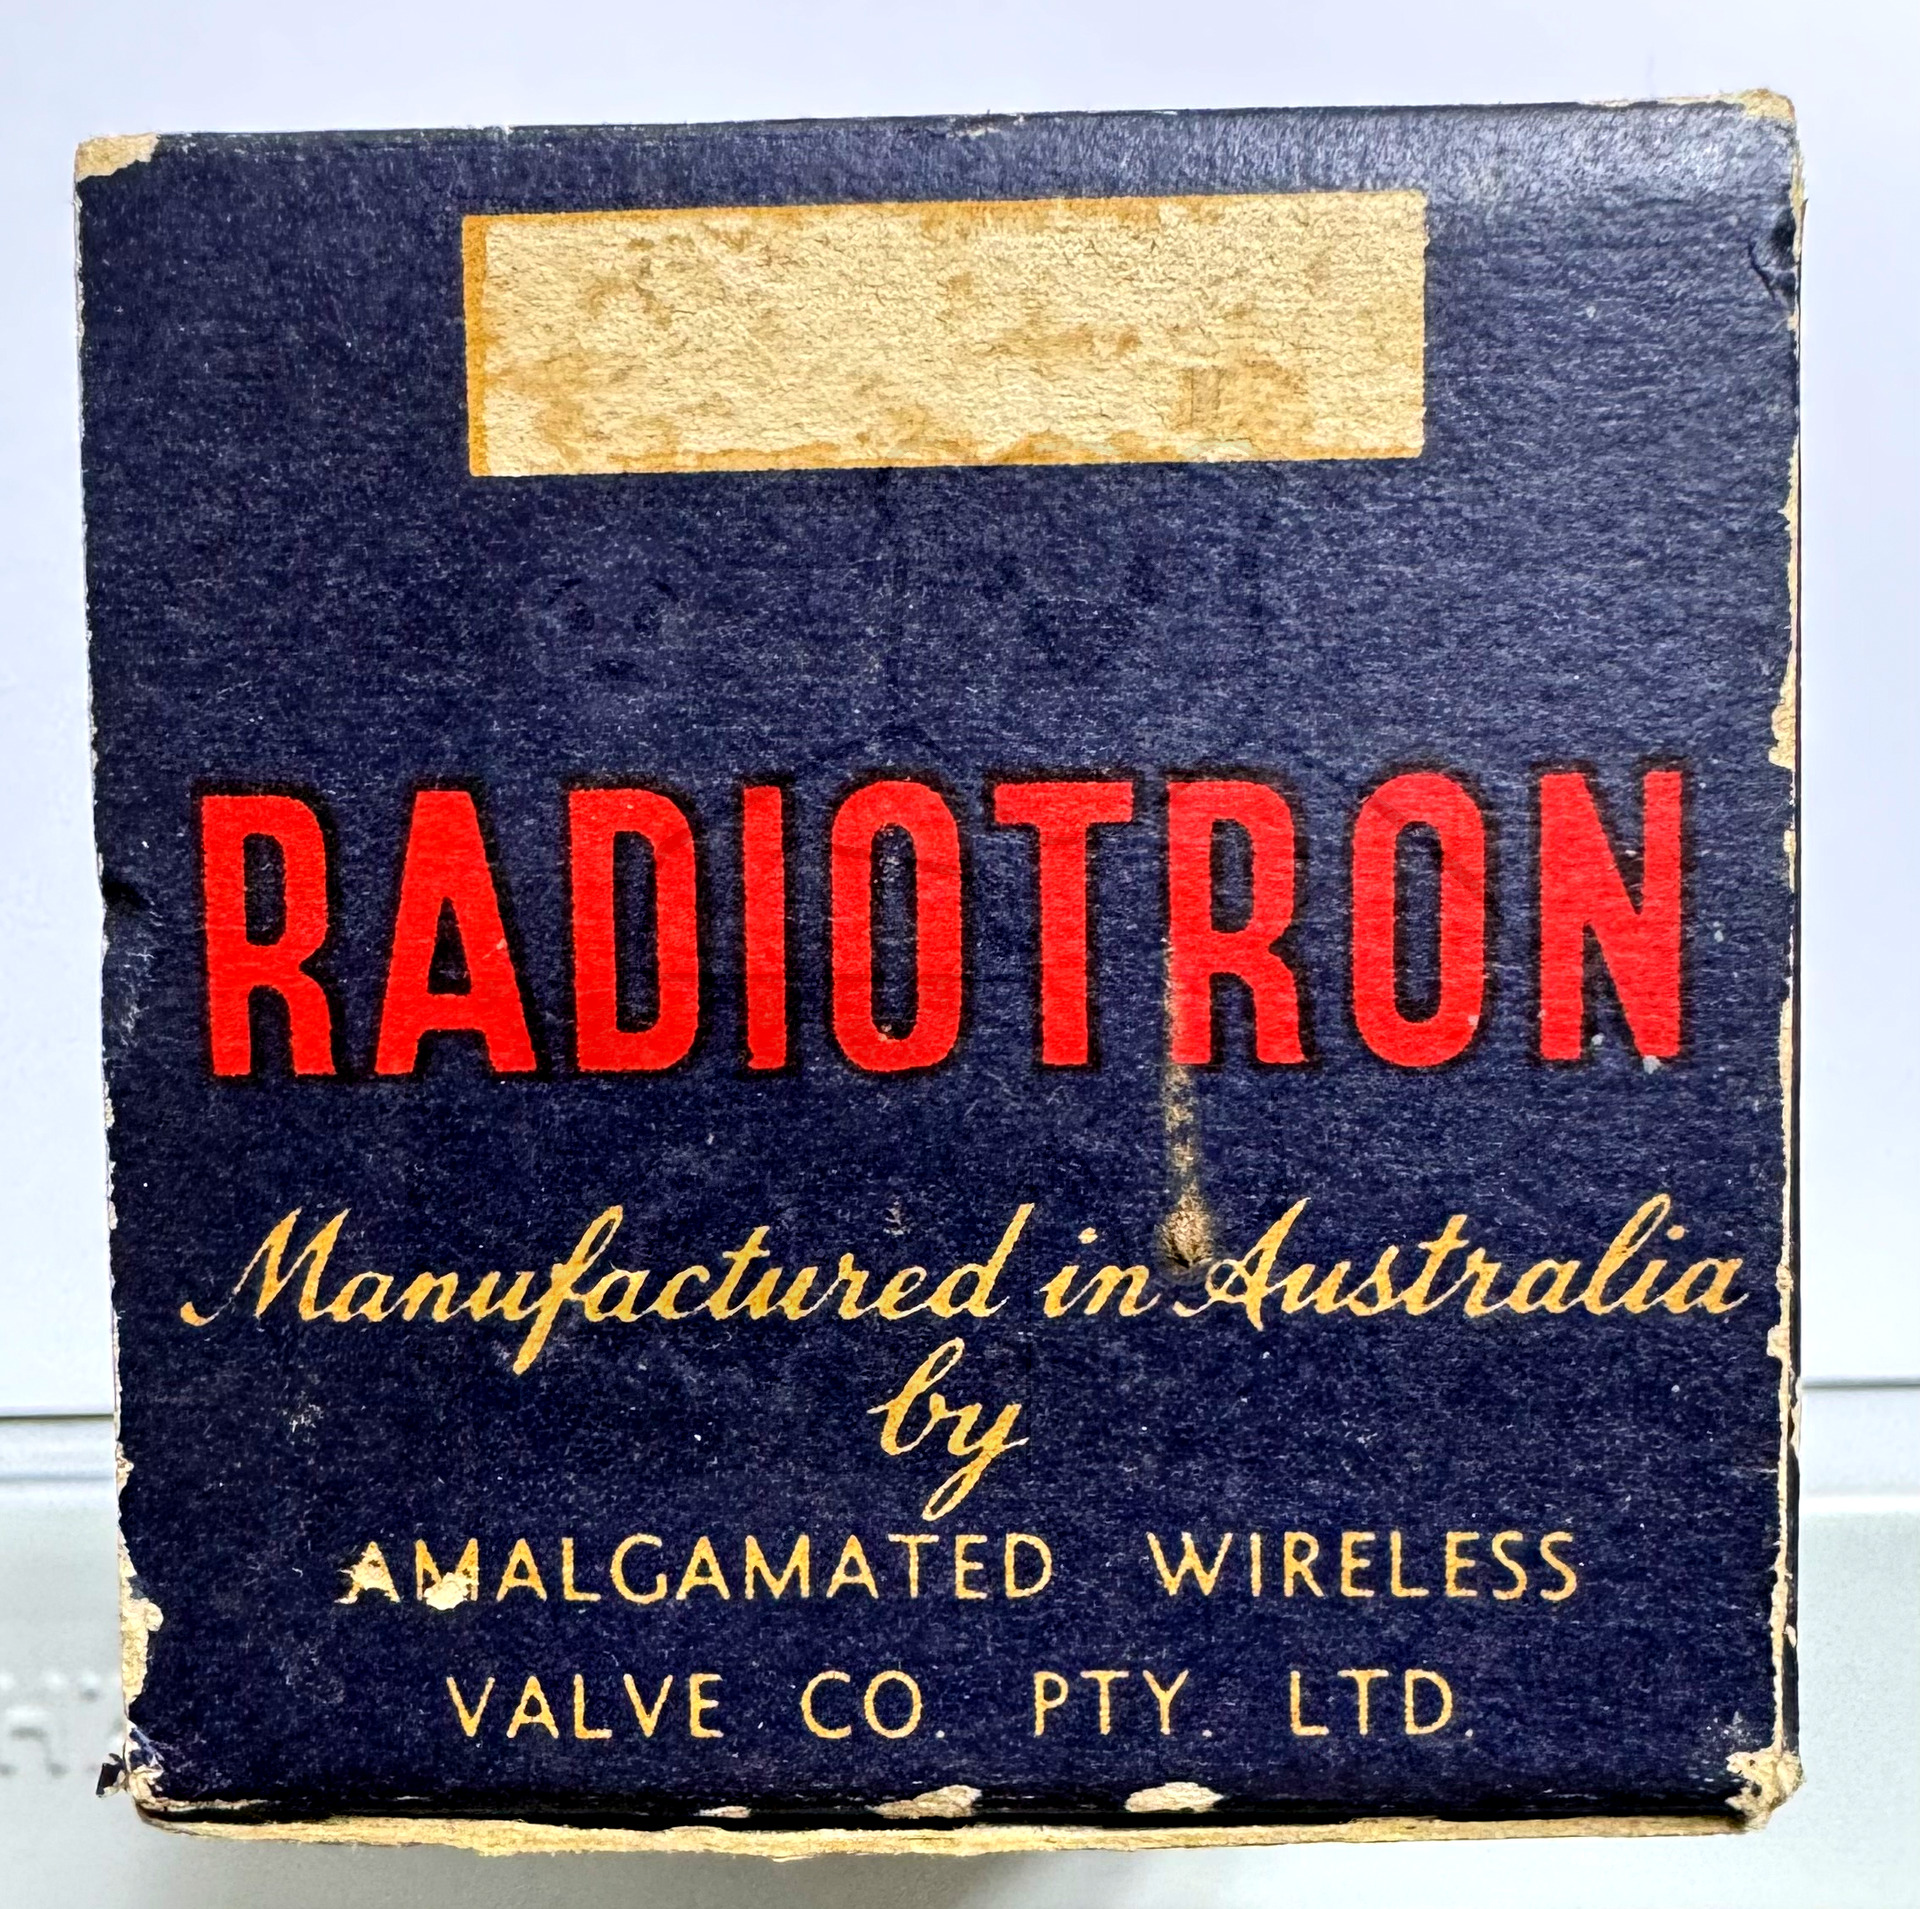 RADIOTRON
Manufactured in Australia
by
AMALGAMATED WIRELESS
VALVE CO. PTY. LTD.